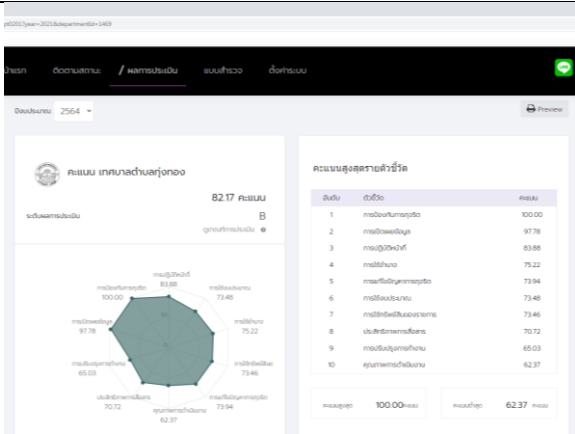 pt0201?year=2021&departmentId=1469
น้าแรก ติดตามสถานะ / ผลการประเมิน แบบสำรวจ ตั้งค่าระบบ
ปีงบประมาณ 2564 Preview
คะแนน เทศบาลตำบลทุ่งทอง
82.17 คะแนน
ระดับผลการประเมิน B
ดูเกณฑ์การประเมิน
การปฏิบัติหน้าที่
83.88
การใช้งบประมาณ
73.48
การใช้อำนาจ
75.22
การใช้ทรัพย์สินฯ
73.46
การแก้ไขปัญหาการทุจริต
73.94
คุณภาพการดำเนินงาน
62.37
ประสิทธิภาพการสื่อสาร
70.72
การปรับปรุงการทำงาน
65.03
การเปิดเผยข้อมูล
97.78
การป้องกันการทุจริต
100.00
คะแนนสูงสุดรายตัวชี้วัด
อันดับ ตัวชี้วัด คะแนน
1 การป้องกันการทุจริต 100.00
2 การเปิดเผยข้อมูล 97.78
3 การปฏิบัติหน้าที่ 83.88
4 การใช้อำนาจ 75.22
5 การแก้ไขปัญหาการทุจริต 73.94
6 การใช้งบประมาณ 73.48
7 การใช้ทรัพย์สินของราชการ 73.46
8 ประสิทธิภาพการสื่อสาร 70.72
9 การปรับปรุงการทำงาน 65.03
10 คุณภาพการดำเนินงาน 62.37
คะแนนสูงสุด 100.00 คะแนน
คะแนนต่ำสุด 62.37 คะแนน